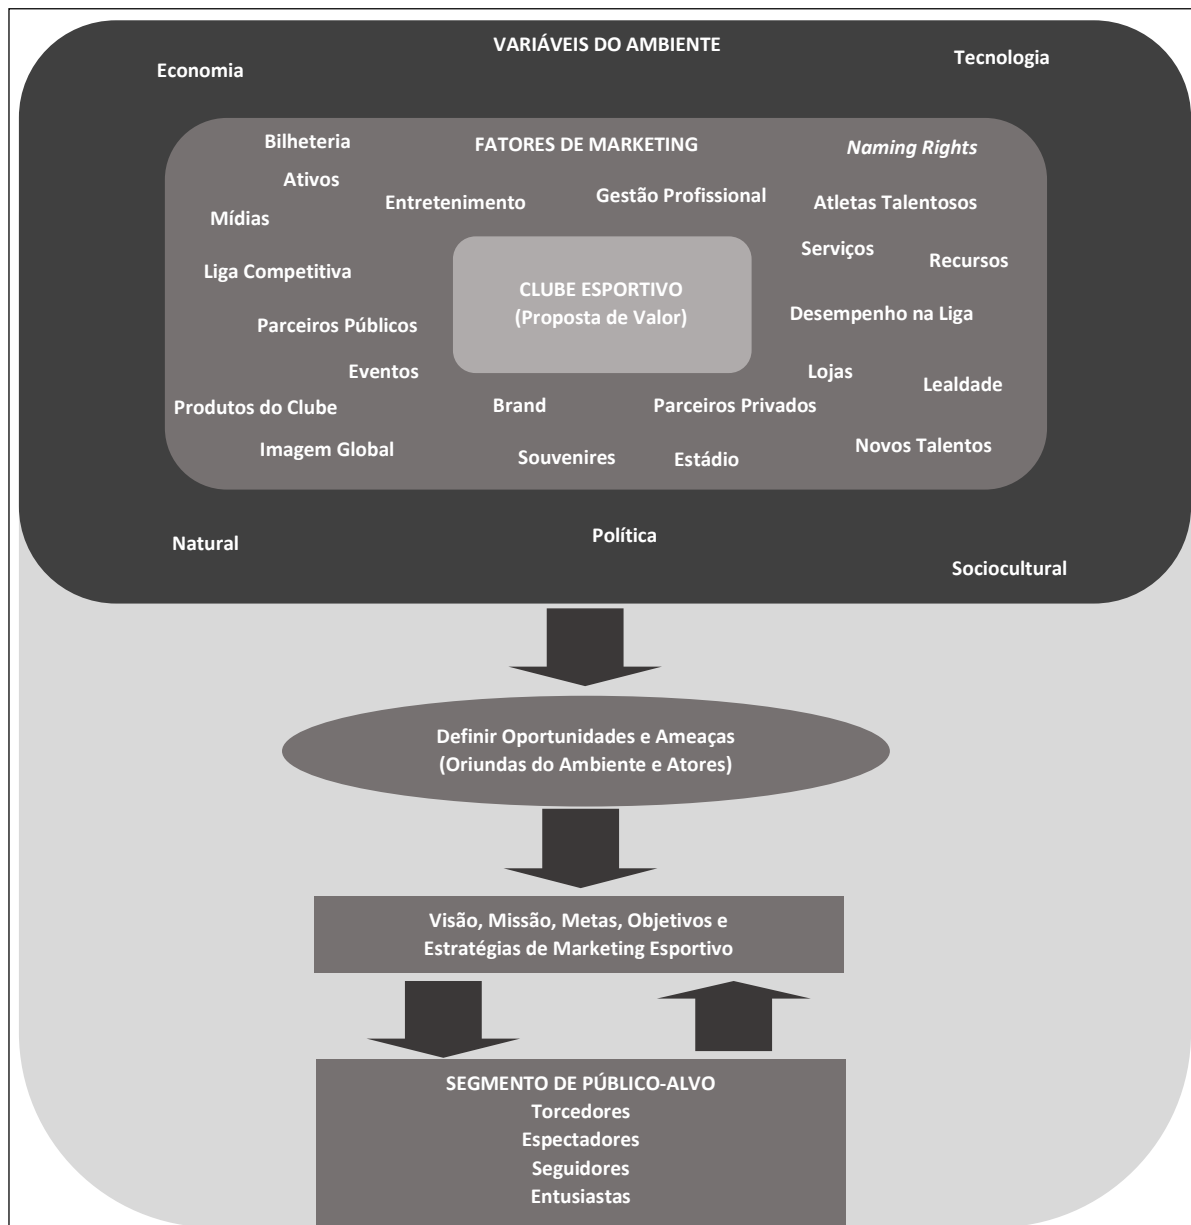 VARIÁVEIS DO AMBIENTE
Economia
Tecnologia
Bilheteria
FATORES DE MARKETING
Naming Rights
Ativos
Entretenimento
Gestão Profissional
Atletas Talentosos
Mídias
Serviços
Recursos
Liga Competitiva
CLUBE ESPORTIVO
(Proposta de Valor)
Desempenho na Liga
Parceiros Públicos
Eventos
Lojas
Lealdade
Produtos do Clube
Brand
Parceiros Privados
Imagem Global
Souvenires
Estádio
Novos Talentos
Natural
Política
Sociocultural
Definir Oportunidades e Ameaças
(Oriundas do Ambiente e Atores)
Visão, Missão, Metas, Objetivos e
Estratégias de Marketing Esportivo
SEGMENTO DE PÚBLICO-ALVO
Torcedores
Espectadores
Seguidores
Entusiastas